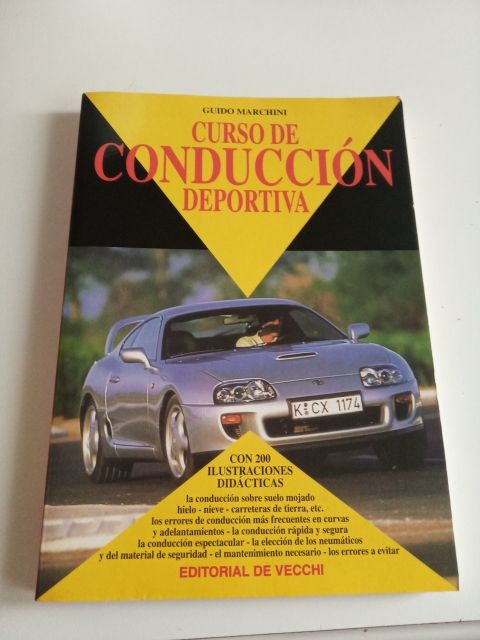 GUIDO MARCHINI
CURSO DE
CONDUCCIÓN
DEPORTIVA
K CX 1174
CON 200
ILUSTRACIONES
DIDÁCTICAS
la conducción sobre suelo mojado
hielo - nieve - carreteras de tierra, etc.
los errores de conducción más frecuentes en curvas
y adelantamientos - la conducción rápida y segura
la conducción espectacular - la elección de los neumáticos
y del material de seguridad - el mantenimiento necesario - los errores a evitar
EDITORIAL DE VECCHI